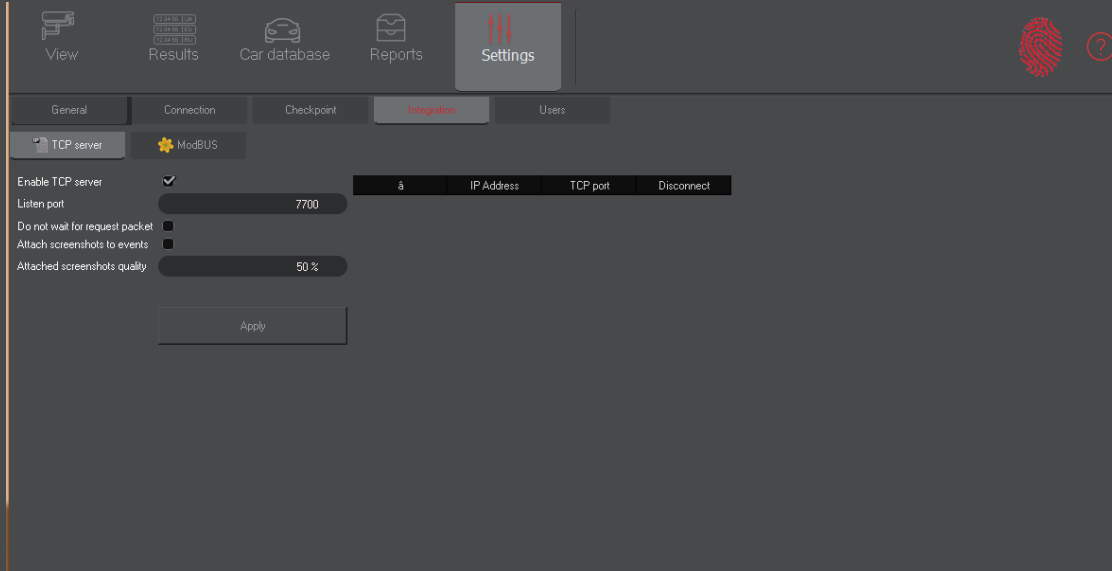 View Results Car database Reports Settings
General Connection Checkpoint Integration Users
TCP server ModBUS
Enable TCP server
â IP Address TCP port Disconnect
Listen port 7700
Do not wait for request packet
Attach screenshots to events
Attached screenshots quality 50 %
Apply
?